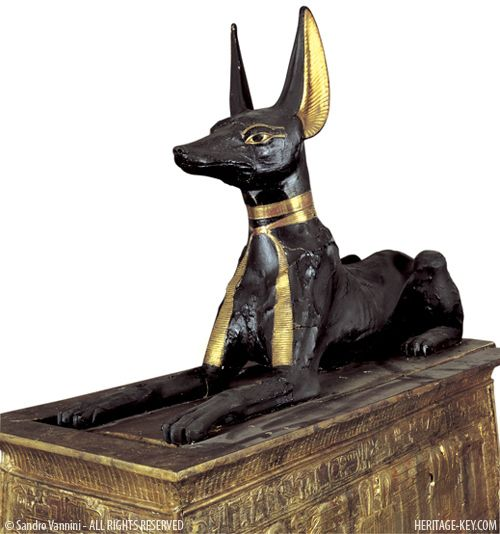 © Sandro Vannini - ALL RIGHTS RESERVED
HERITAGE-KEY.COM